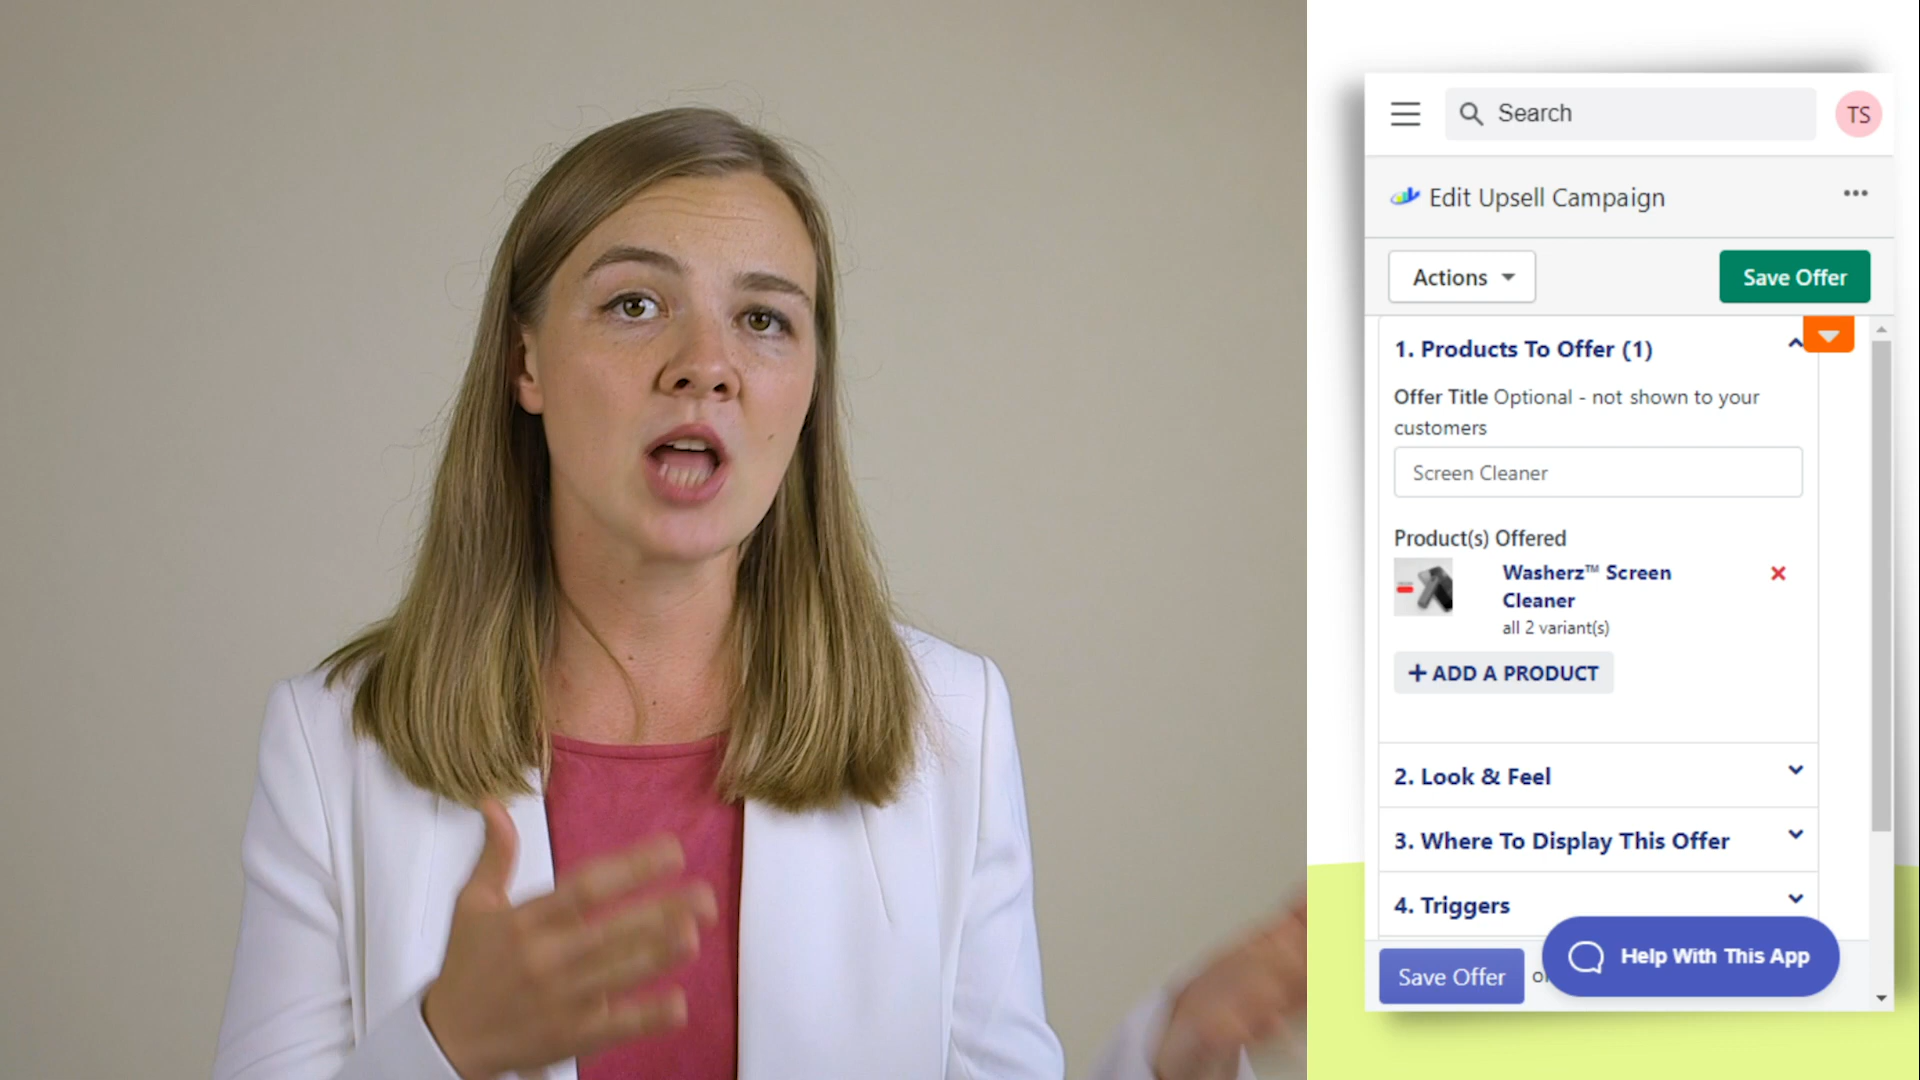 Search
TS
Edit Upsell Campaign
Actions
Save Offer
1. Products To Offer (1)
Offer Title Optional - not shown to your
customers
Screen Cleaner
Product(s) Offered
Washerz™ Screen
Cleaner
all 2 variant(s)
+ ADD A PRODUCT
2. Look & Feel
3. Where To Display This Offer
4. Triggers
Save Offer
Help With This App